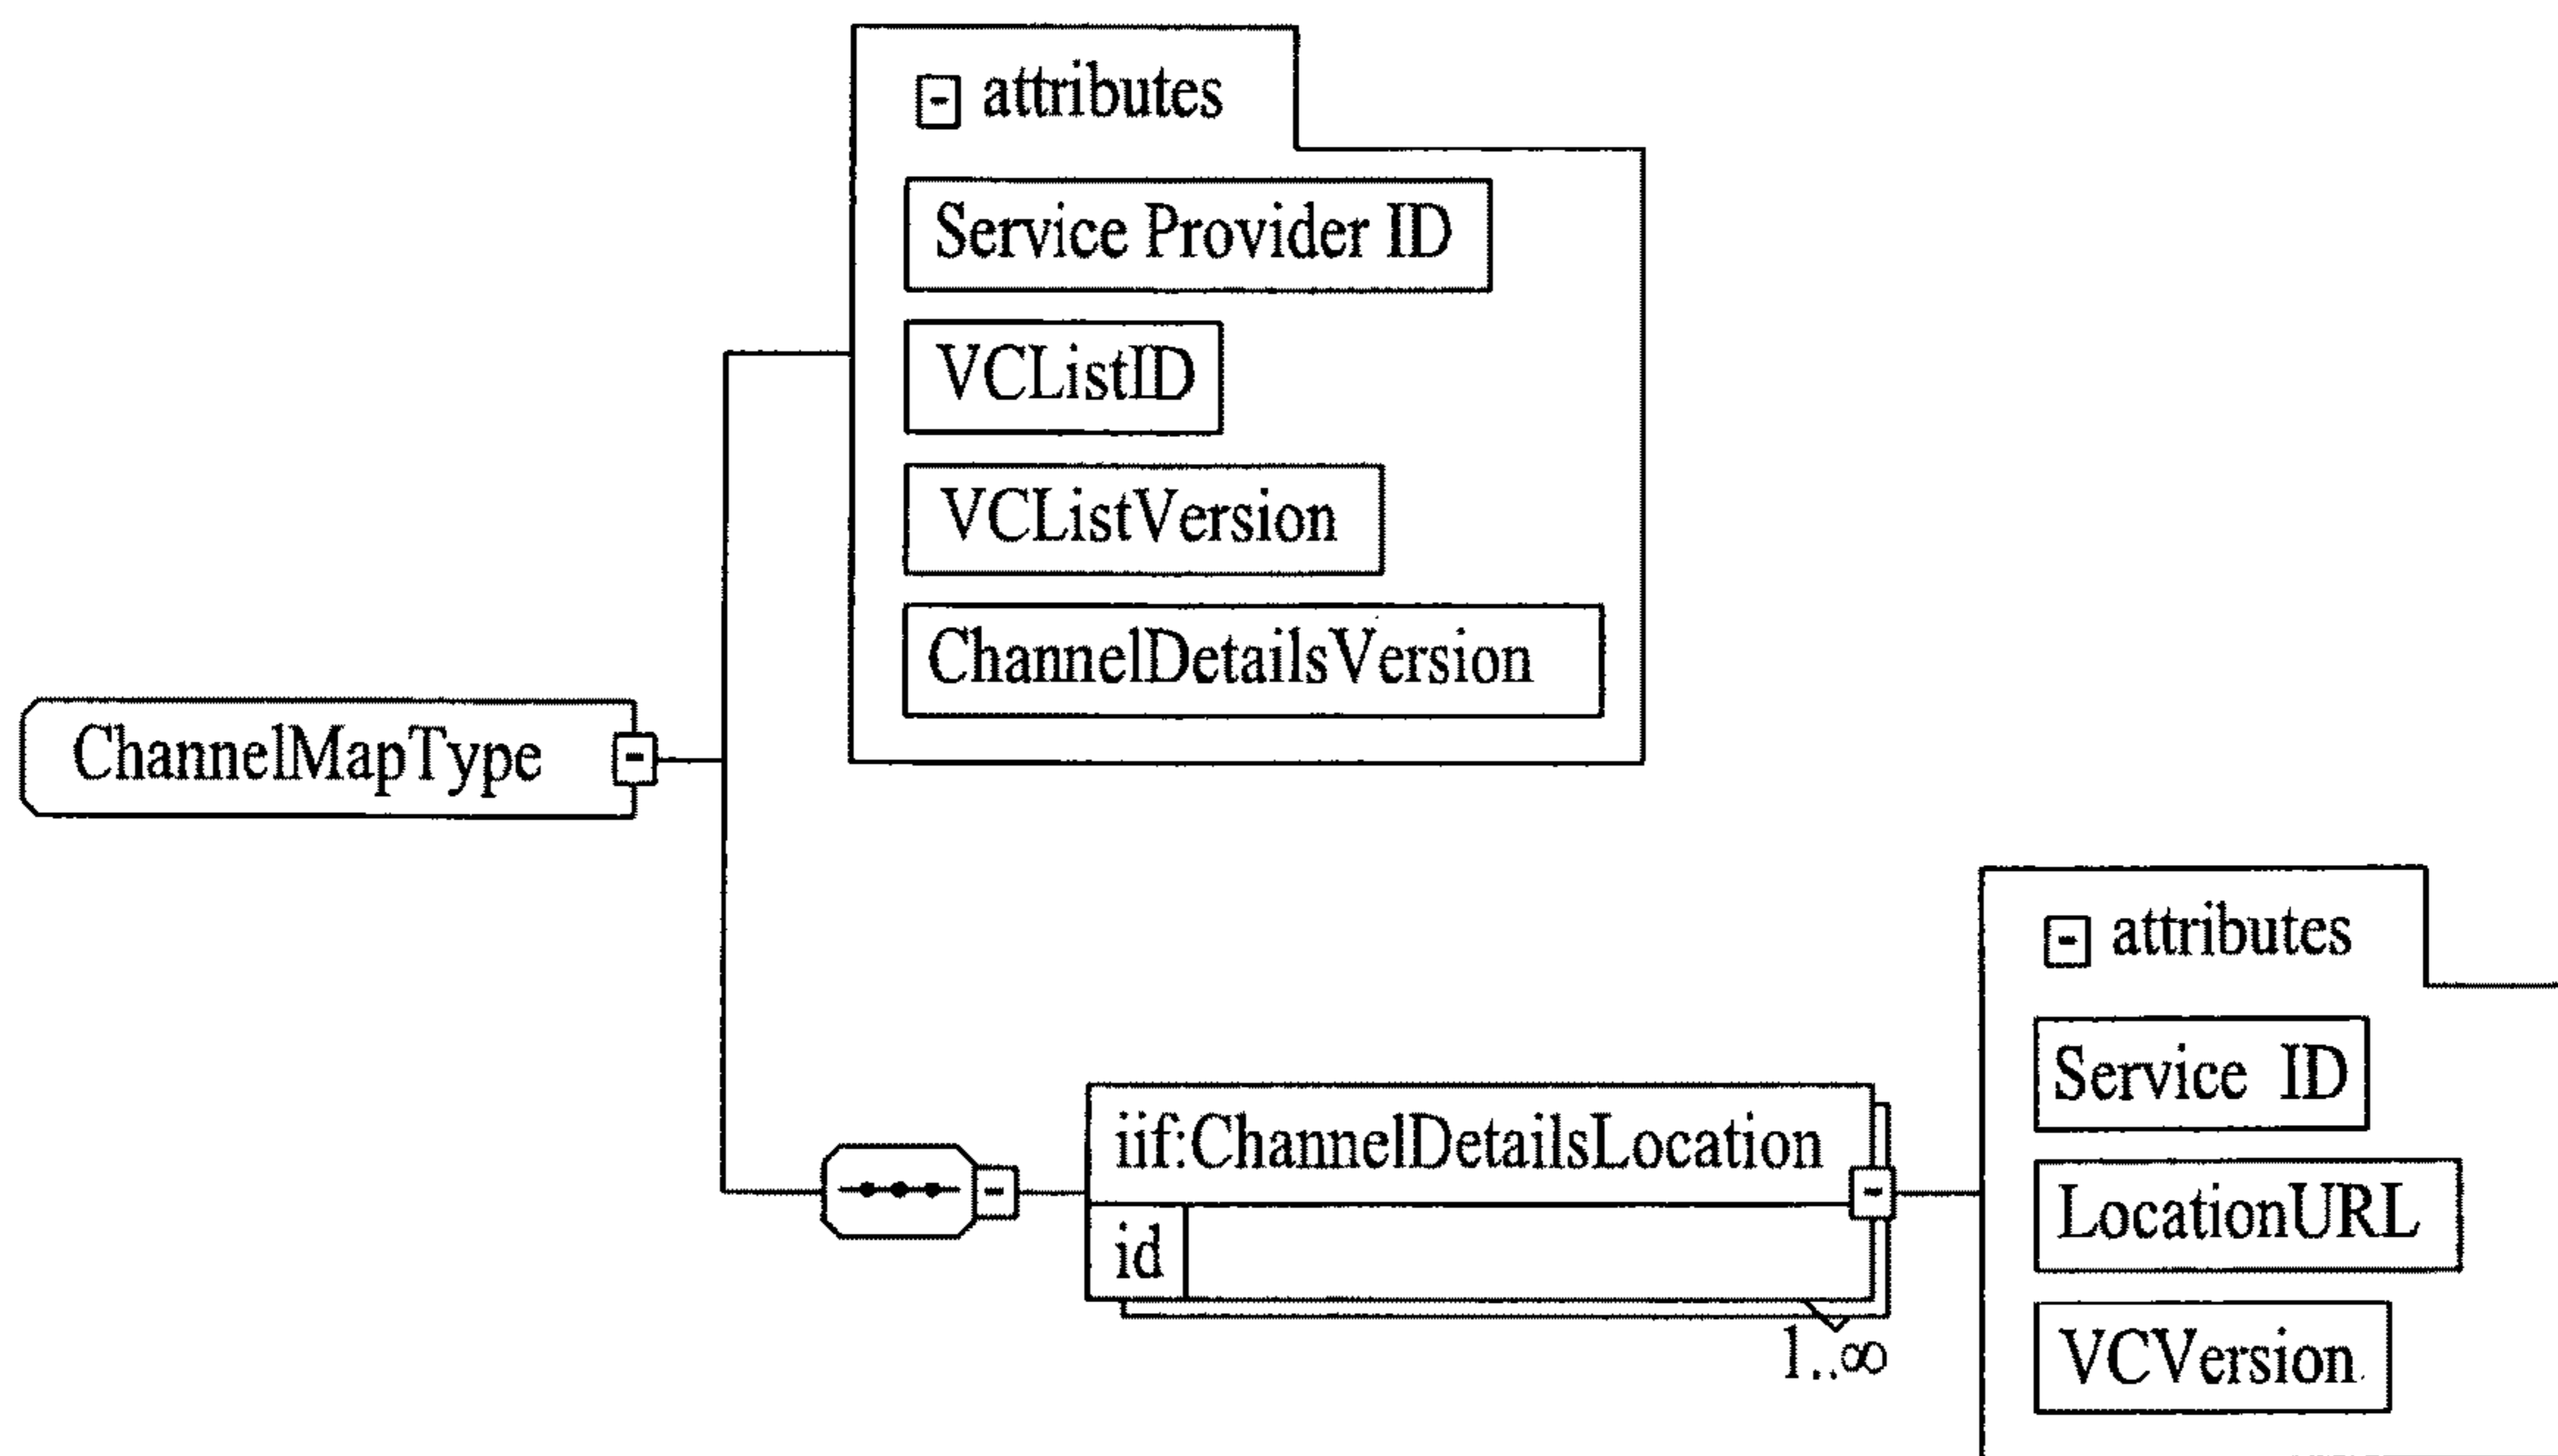 attributes
Service Provider ID
VCListID
VCListVersion
ChannelDetailsVersion
ChannelMapType
attributes
Service ID
iif:ChannelDetailsLocation
LocationURL
id
VCVersion
1..∞